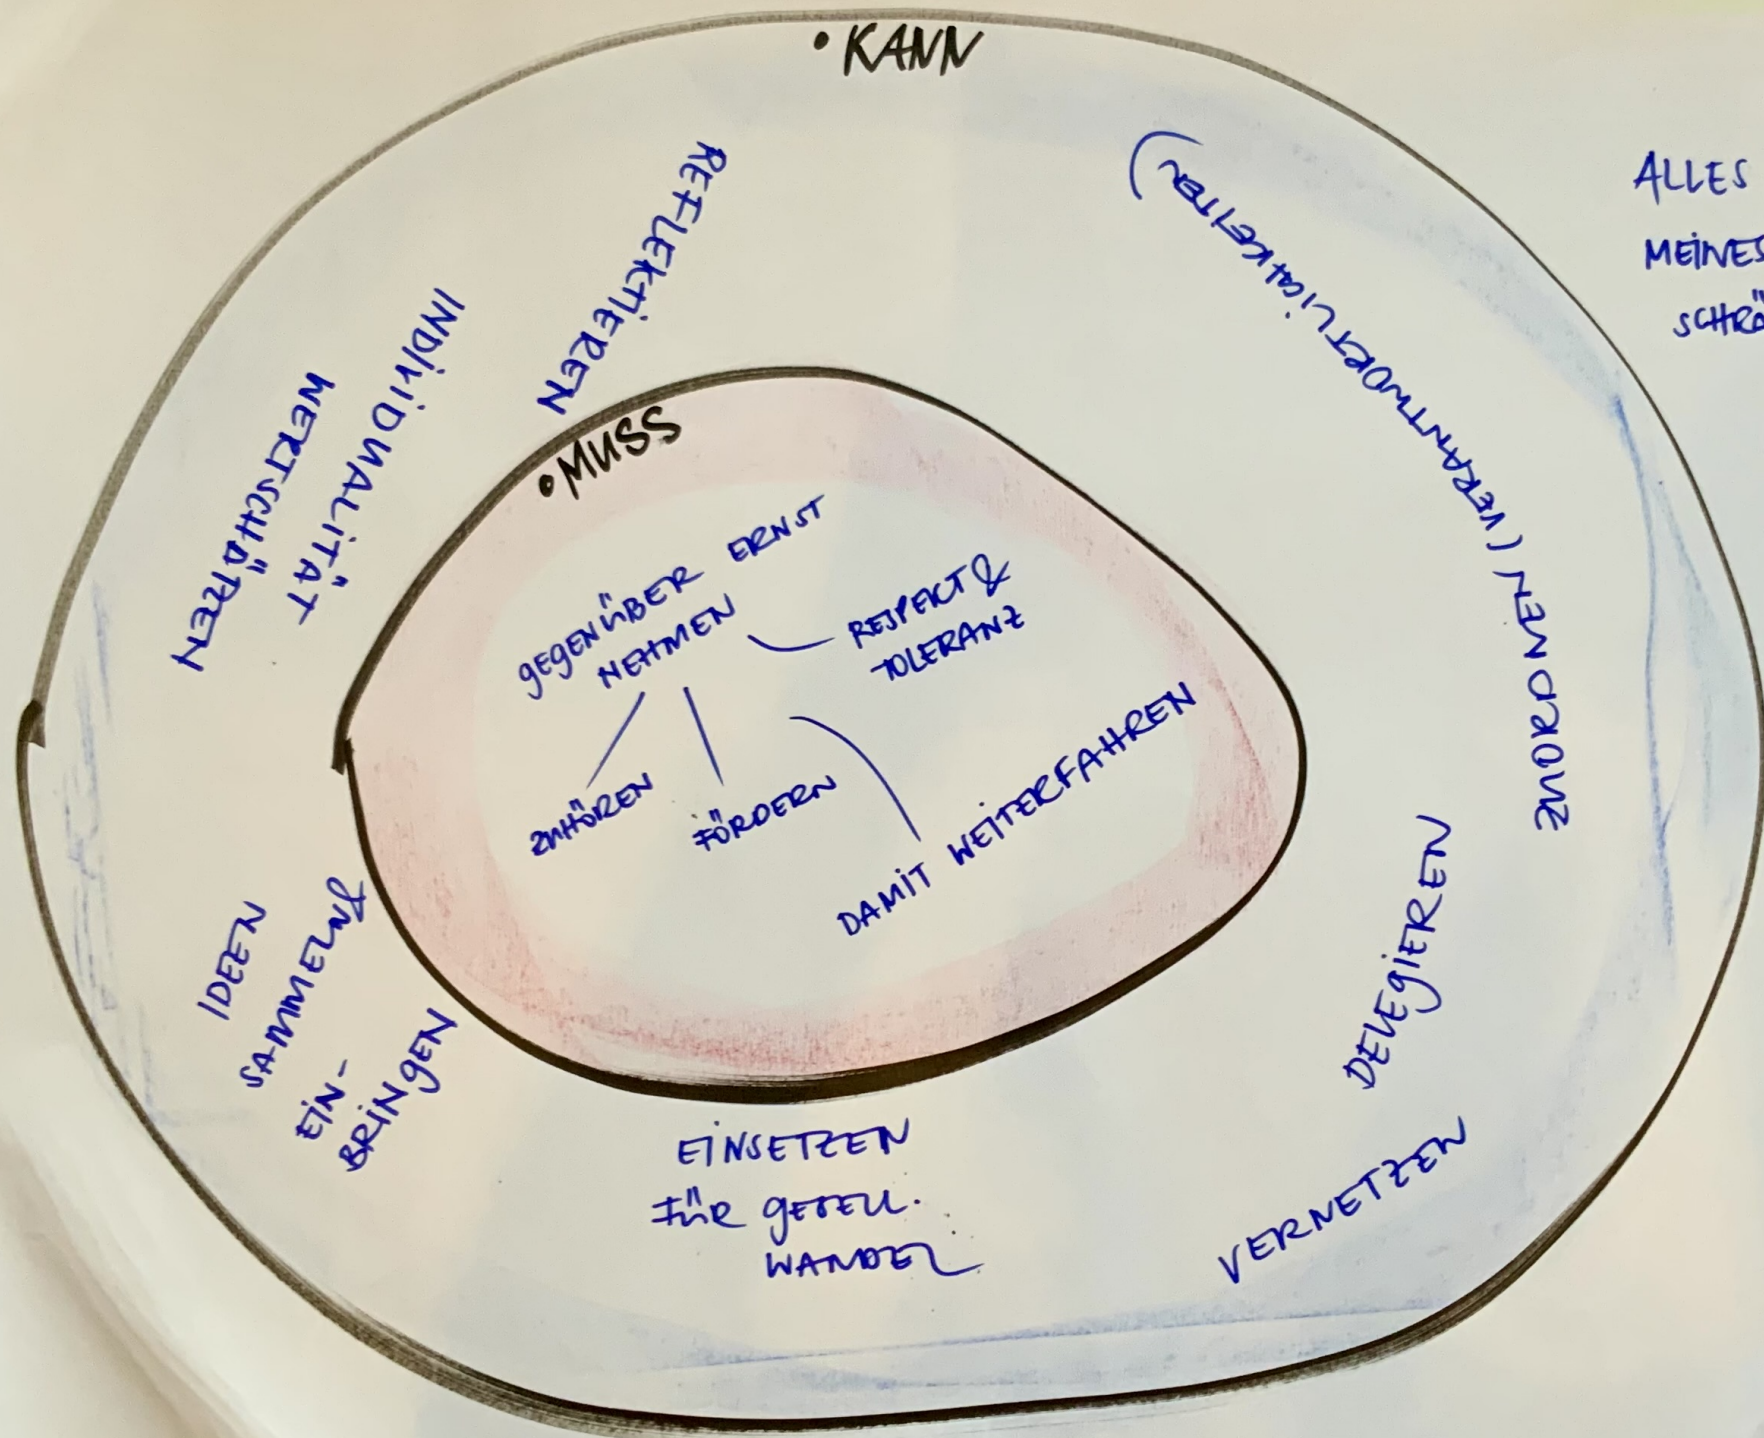 • KANN
REFLEKTIEREN
INDIVIDUALITÄT
WERTSCHÄTZEN
ZUORDNEN (VERANTWORTLICHKEITEN)
ALLES
MEINES
SCHRÄ
• MUSS
GEGENÜBER ERNST
NEHMEN
RESPEKT &
TOLERANZ
ZUHÖREN
FÖRDERN
DAMIT WEITERFAHREN
DELEGIEREN
VERNETZEN
IDEEN
SAMMELN &
EIN-
BRINGEN
EINSETZEN
FÜR GESELL.
WANDEL